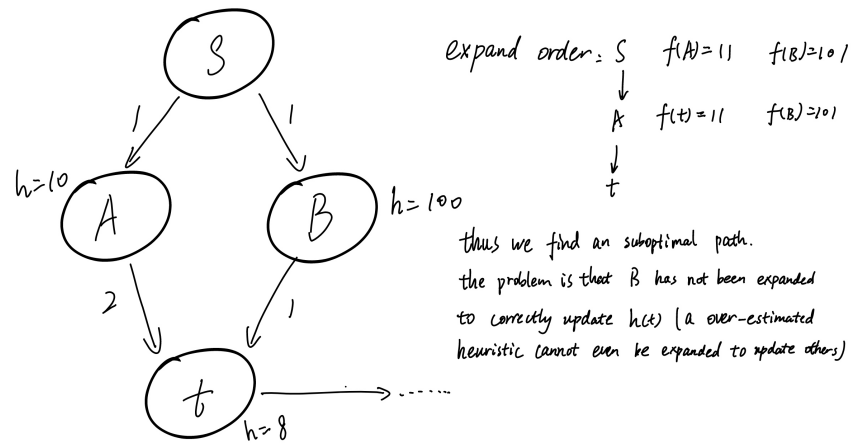 S
expand order: S f(A)=11 f(B)=101
1 1
A f(t)=11 f(B)=101
h=10
A
B
h=100
t
thus we find an suboptimal path.
the problem is that B has not been expanded
2 1
to correctly update h(t) (a over-estimated
heuristic cannot even be expanded to update others)
t
......
h=8